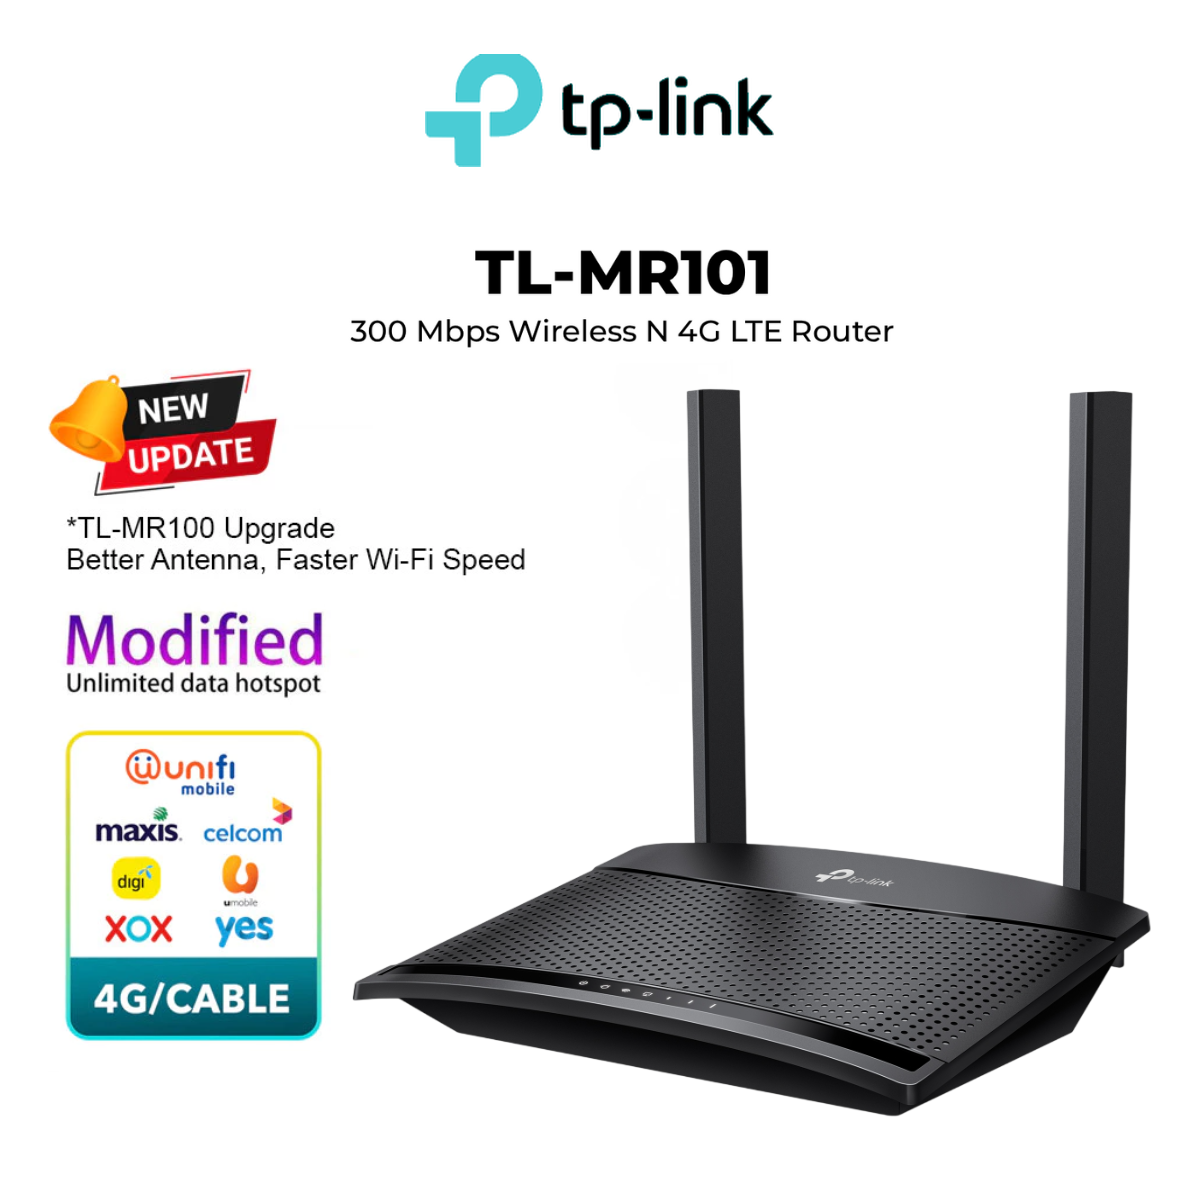 tp-link
TL-MR101
300 Mbps Wireless N 4G LTE Router
NEW
UPDATE
*TL-MR100 Upgrade
Better Antenna, Faster Wi-Fi Speed
Modified
Unlimited data hotspot
unifi
mobile
maxis.
celcom
digi
umobile
XOX
yes
4G/CABLE
tp-link